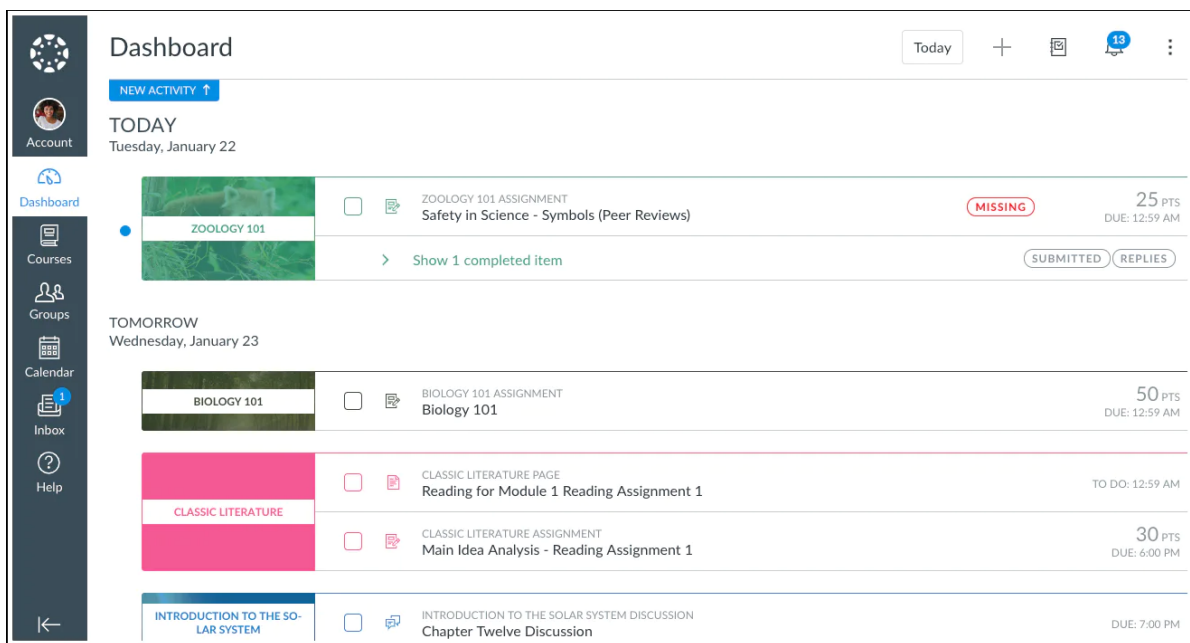 Dashboard
Today
13
NEW ACTIVITY ↑
TODAY
Tuesday, January 22
Account
Dashboard
Courses
Groups
Calendar
1
Inbox
Help
ZOOLOGY 101
ZOOLOGY 101 ASSIGNMENT
Safety in Science - Symbols (Peer Reviews)
MISSING
25 PTS
DUE: 12:59 AM
Show 1 completed item
SUBMITTED
REPLIES
TOMORROW
Wednesday, January 23
BIOLOGY 101
BIOLOGY 101 ASSIGNMENT
Biology 101
50 PTS
DUE: 12:59 AM
CLASSIC LITERATURE
CLASSIC LITERATURE PAGE
Reading for Module 1 Reading Assignment 1
TO DO: 12:59 AM
CLASSIC LITERATURE ASSIGNMENT
Main Idea Analysis - Reading Assignment 1
30 PTS
DUE: 6:00 PM
INTRODUCTION TO THE SO-
LAR SYSTEM
INTRODUCTION TO THE SOLAR SYSTEM DISCUSSION
Chapter Twelve Discussion
DUE: 7:00 PM